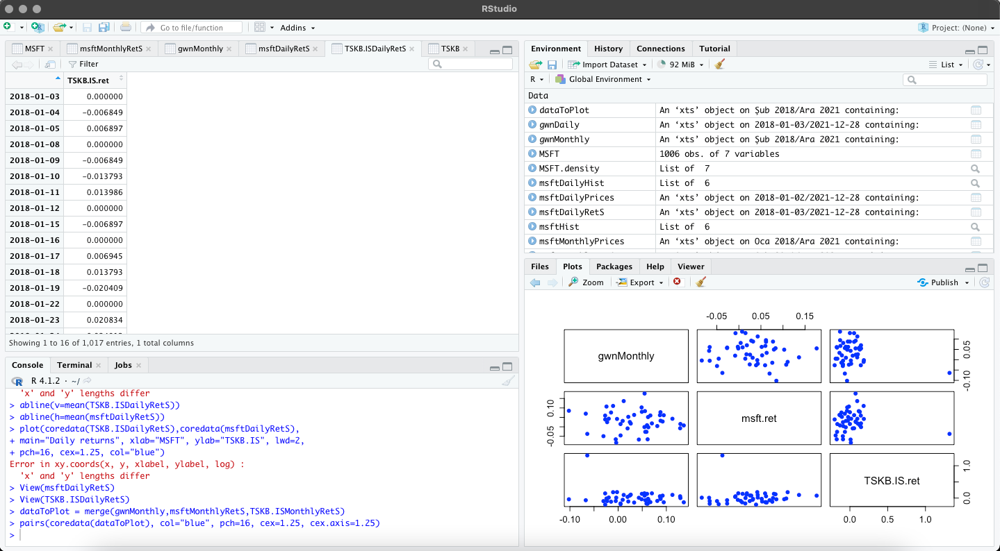 RStudio
Go to file/function
Addins
Project: (None)
MSFT
msftMonthlyRetS
gwnMonthly
msftDailyRetS
TSKB.ISDailyRetS
TSKB
Filter
TSKB.IS.ret
2018-01-03 0.000000
2018-01-04 -0.006849
2018-01-05 0.006897
2018-01-08 0.000000
2018-01-09 -0.006849
2018-01-10 -0.013793
2018-01-11 0.013986
2018-01-12 0.000000
2018-01-15 -0.006897
2018-01-16 0.000000
2018-01-17 0.006945
2018-01-18 0.013793
2018-01-19 -0.020409
2018-01-22 0.000000
2018-01-23 0.020834
Showing 1 to 16 of 1,017 entries, 1 total columns
Console
Terminal
Jobs
R 4.1.2 · ~/
'x' and 'y' lengths differ
> abline(v=mean(TSKB.ISDailyRetS))
> abline(h=mean(msftDailyRetS))
> plot(coredata(TSKB.ISDailyRetS),coredata(msftDailyRetS),
+ main="Daily returns", xlab="MSFT", ylab="TSKB.IS", lwd=2,
+ pch=16, cex=1.25, col="blue")
Error in xy.coords(x, y, xlabel, ylabel, log) :
'x' and 'y' lengths differ
> View(msftDailyRetS)
> View(TSKB.ISDailyRetS)
> dataToPlot = merge(gwnMonthly,msftMonthlyRetS,TSKB.ISMonthlyRetS)
> pairs(coredata(dataToPlot), col="blue", pch=16, cex=1.25, cex.axis=1.25)
>
Environment
History
Connections
Tutorial
Import Dataset
92 MiB
List
R
Global Environment
Data
dataToPlot An ‘xts’ object on Şub 2018/Ara 2021 containing:
gwnDaily An ‘xts’ object on 2018-01-03/2021-12-28 containing:
gwnMonthly An ‘xts’ object on Şub 2018/Ara 2021 containing:
MSFT 1006 obs. of 7 variables
MSFT.density List of 7
msftDailyHist List of 6
msftDailyPrices An ‘xts’ object on 2018-01-02/2021-12-28 containing:
msftDailyRetS An ‘xts’ object on 2018-01-03/2021-12-28 containing:
msftHist List of 6
msftMonthlyPrices An ‘xts’ object on Oca 2018/Ara 2021 containing:
Files
Plots
Packages
Help
Viewer
Zoom
Export
Publish
-0.05 0.05 0.15
gwnMonthly
-0.10 0.05
-0.05 0.10
msft.ret
TSKB.IS.ret
0.0 1.0
-0.10 0.00 0.10
0.0 0.5 1.0